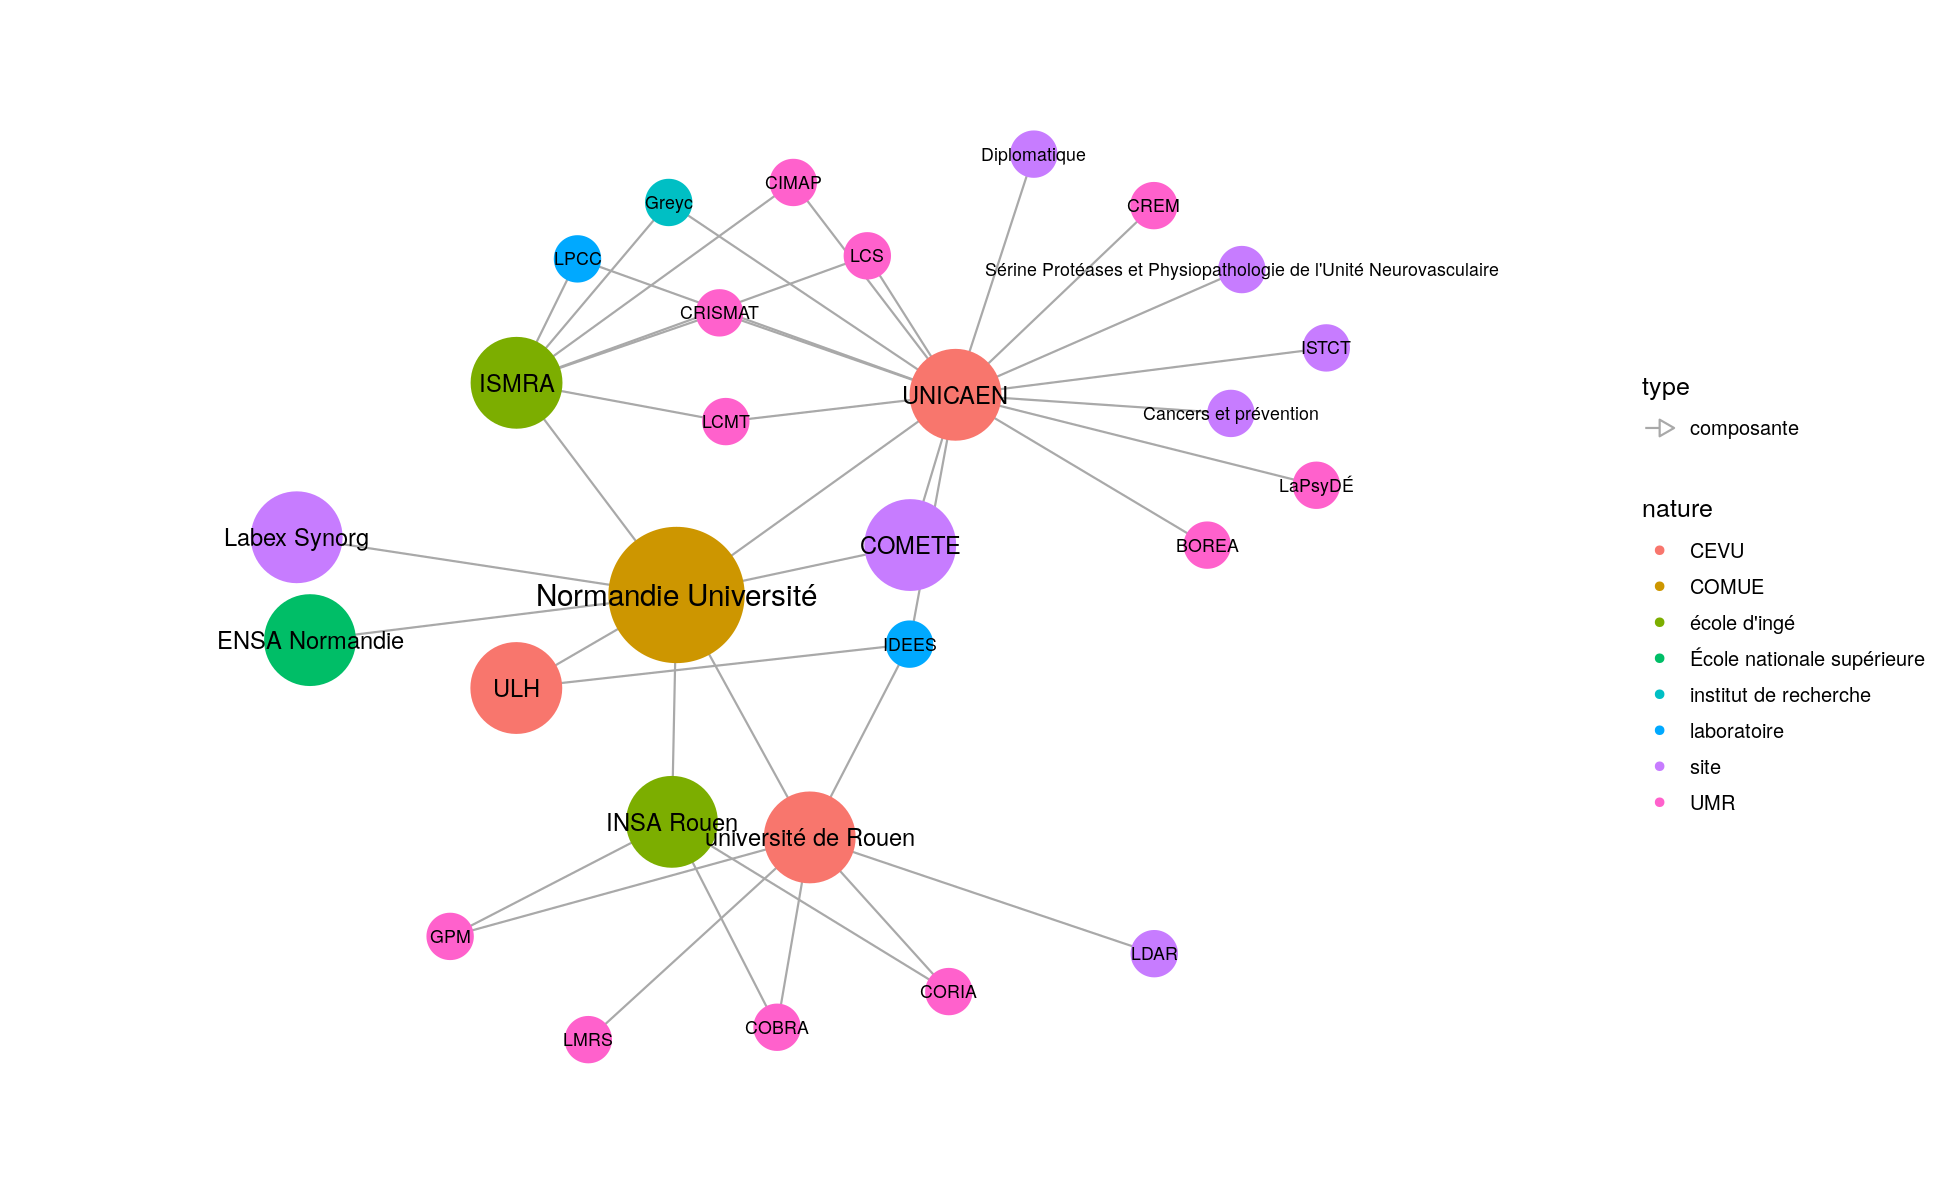 Diplomatique
CIMAP
Greyc
CREM
LCS
LPCC
Sérine Protéases et Physiopathologie de l'Unité Neurovasculaire
CRISMAT
ISTCT
ISMRA
UNICAEN
Cancers et prévention
LCMT
LaPsyDÉ
Labex Synorg
COMETE
BOREA
Normandie Université
ENSA Normandie
IDEES
ULH
INSA Rouen
université de Rouen
GPM
LDAR
CORIA
COBRA
LMRS
type
composante
nature
CEVU
COMUE
école d'ingé
École nationale supérieure
institut de recherche
laboratoire
site
UMR